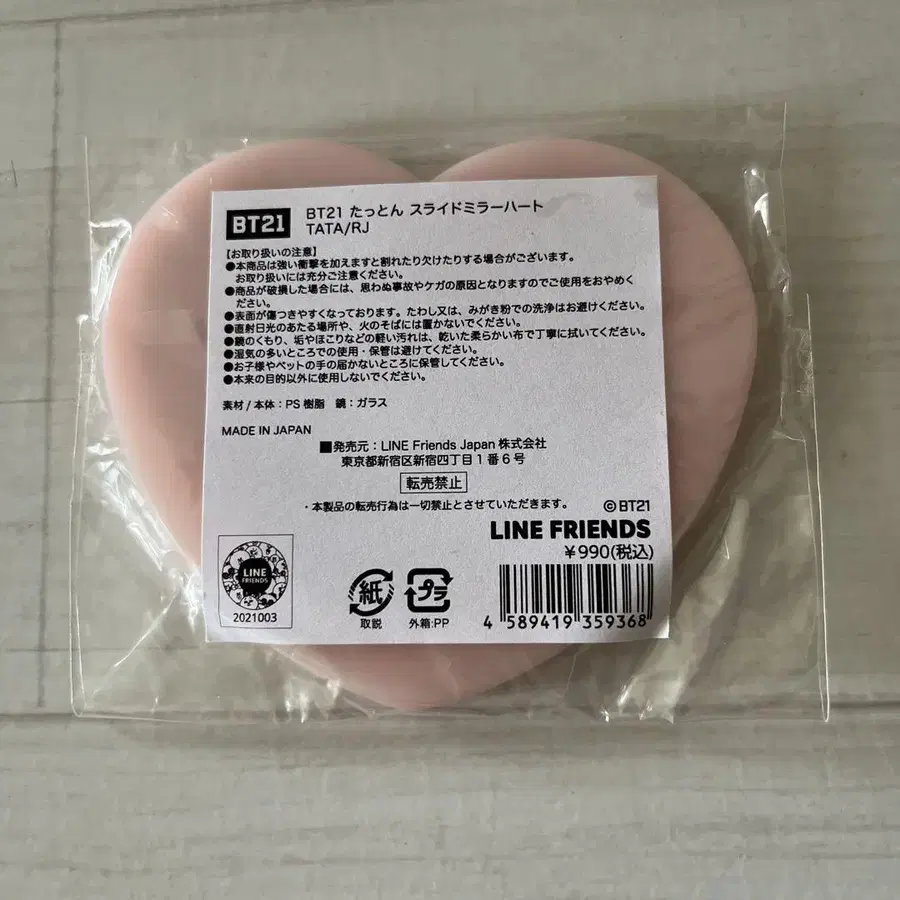 BT21
BT21 たっとん スライドミラーハート
TATA/RJ
【お取り扱いの注意】
●本商品は強い衝撃を加えますと割れたり欠けたりする場合がございます。
お取り扱いには充分ご注意ください。
●商品が破損した場合には、思わぬ事故やケガの原因となりますのでご使用をおやめく
ださい。
●表面が傷つきやすくなっております。たわし又は、みがき粉での洗浄はお避けください。
●直射日光のあたる場所や、火のそばには置かないでください。
●鏡のくもり、垢やほこりなどの軽い汚れは、乾いた柔らかい布で丁寧に拭いてください。
●湿気の多いところでの使用・保管は避けてください。
●お子様やペットの手の届かないところに保管してください。
●本来の目的以外に使用しないでください。
素材 / 本体：PS 樹脂 鏡：ガラス
MADE IN JAPAN
■発売元：LINE Friends Japan 株式会社
東京都新宿区新宿四丁目1番6号
転売禁止
・本製品の転売行為は一切禁止とさせていただきます。
©BT21
LINE FRIENDS
¥990(税込)
LINE
FRIENDS
2021003
紙
取説
プラ
外箱:PP
4 589419 359368